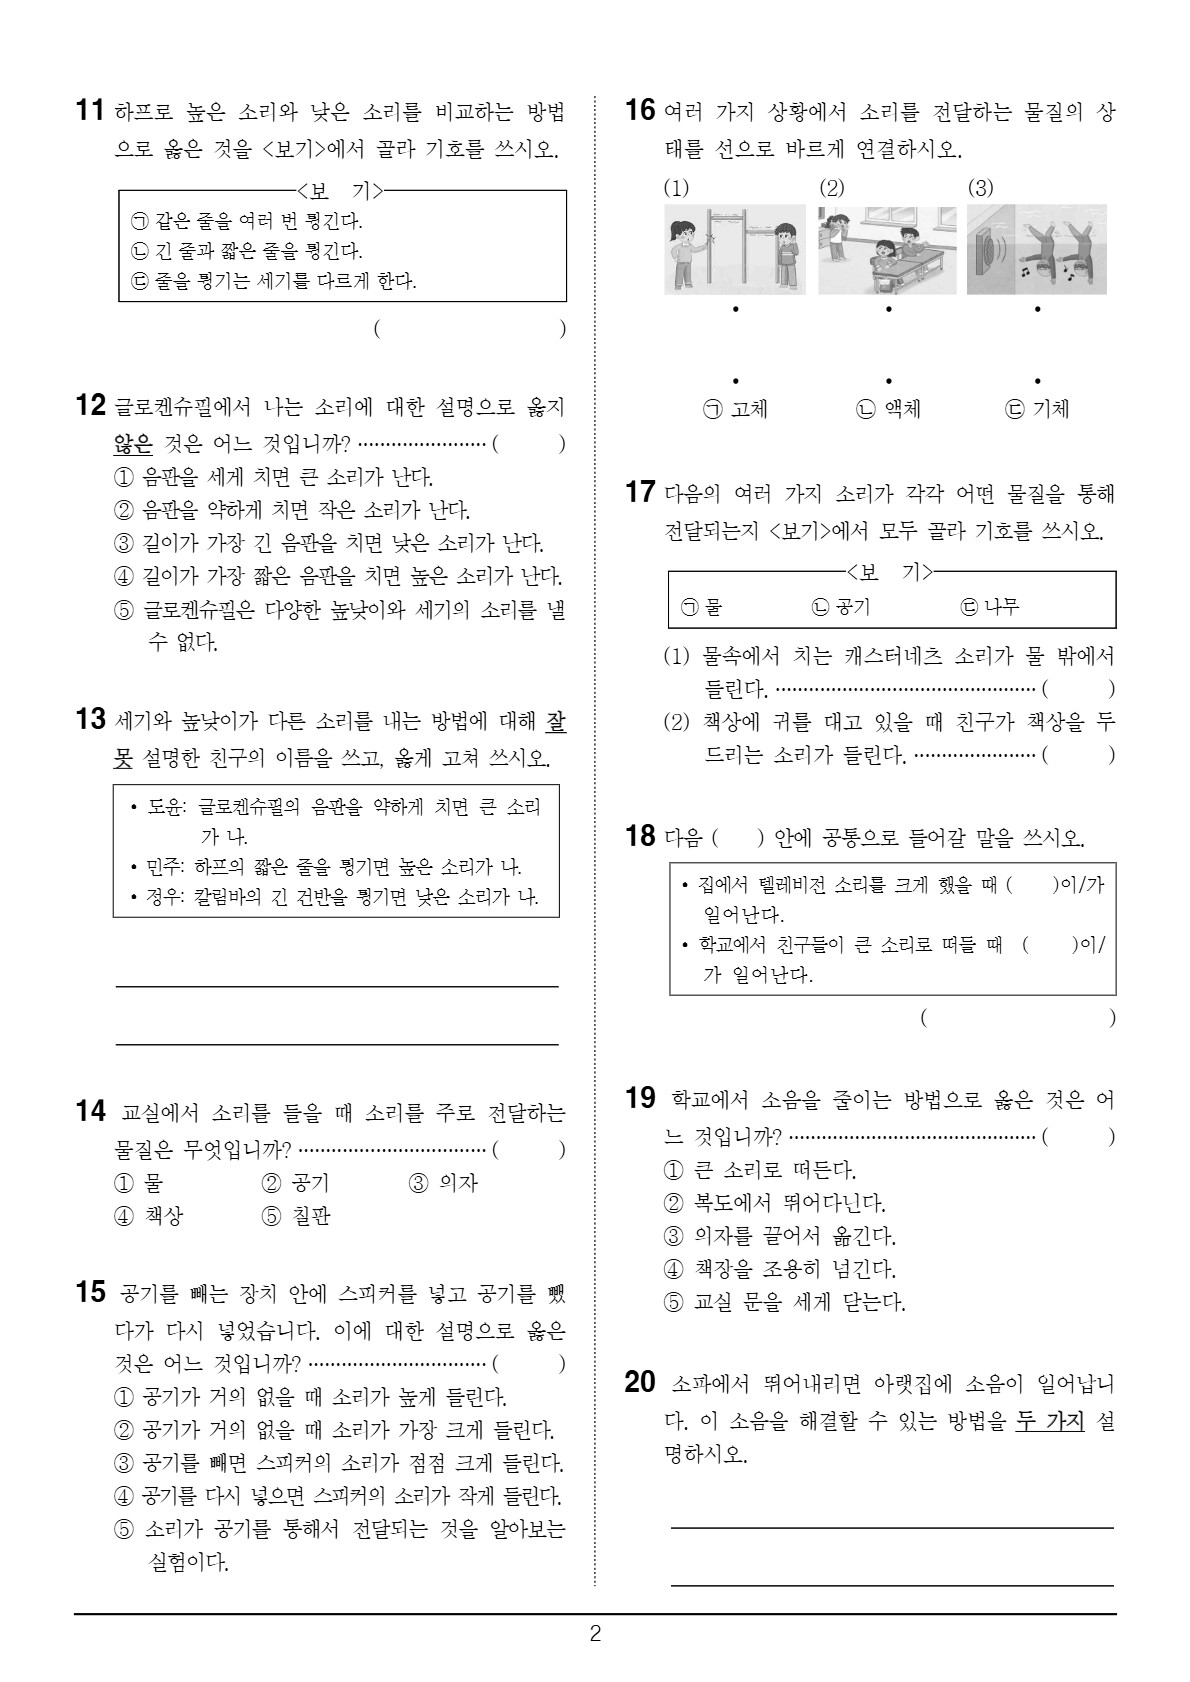 11 하프로 높은 소리와 낮은 소리를 비교하는 방법
으로 옳은 것을 <보기>에서 골라 기호를 쓰시오.
<보 기>
㉠ 같은 줄을 여러 번 튕긴다.
㉡ 긴 줄과 짧은 줄을 튕긴다.
㉢ 줄을 튕기는 세기를 다르게 한다.
( )
12 글로켄슈필에서 나는 소리에 대한 설명으로 옳지
않은 것은 어느 것입니까? ⋯⋯⋯⋯⋯⋯⋯⋯ ( )
① 음판을 세게 치면 큰 소리가 난다.
② 음판을 약하게 치면 작은 소리가 난다.
③ 길이가 가장 긴 음판을 치면 낮은 소리가 난다.
④ 길이가 가장 짧은 음판을 치면 높은 소리가 난다.
⑤ 글로켄슈필은 다양한 높낮이와 세기의 소리를 낼
수 없다.
13 세기와 높낮이가 다른 소리를 내는 방법에 대해 잘
못 설명한 친구의 이름을 쓰고, 옳게 고쳐 쓰시오.
• 도윤: 글로켄슈필의 음판을 약하게 치면 큰 소리
가 나.
• 민주: 하프의 짧은 줄을 튕기면 높은 소리가 나.
• 정우: 칼림바의 긴 건반을 튕기면 낮은 소리가 나.
14 교실에서 소리를 들을 때 소리를 주로 전달하는
물질은 무엇입니까? ⋯⋯⋯⋯⋯⋯⋯⋯⋯⋯⋯ ( )
① 물 ② 공기 ③ 의자
④ 책상 ⑤ 칠판
15 공기를 빼는 장치 안에 스피커를 넣고 공기를 뺐
다가 다시 넣었습니다. 이에 대한 설명으로 옳은
것은 어느 것입니까? ⋯⋯⋯⋯⋯⋯⋯⋯⋯⋯⋯ ( )
① 공기가 거의 없을 때 소리가 높게 들린다.
② 공기가 거의 없을 때 소리가 가장 크게 들린다.
③ 공기를 빼면 스피커의 소리가 점점 크게 들린다.
④ 공기를 다시 넣으면 스피커의 소리가 작게 들린다.
⑤ 소리가 공기를 통해서 전달되는 것을 알아보는
실험이다.
16 여러 가지 상황에서 소리를 전달하는 물질의 상
태를 선으로 바르게 연결하시오.
(1) (2) (3)
• • •
• • •
㉠ 고체 ㉡ 액체 ㉢ 기체
17 다음의 여러 가지 소리가 각각 어떤 물질을 통해
전달되는지 <보기>에서 모두 골라 기호를 쓰시오.
<보 기>
㉠ 물 ㉡ 공기 ㉢ 나무
(1) 물속에서 치는 캐스터네츠 소리가 물 밖에서
들린다. ⋯⋯⋯⋯⋯⋯⋯⋯⋯⋯⋯⋯⋯⋯⋯ ( )
(2) 책상에 귀를 대고 있을 때 친구가 책상을 두
드리는 소리가 들린다. ⋯⋯⋯⋯⋯⋯⋯ ( )
18 다음 ( ) 안에 공통으로 들어갈 말을 쓰시오.
• 집에서 텔레비전 소리를 크게 했을 때 ( )이/가
일어난다.
• 학교에서 친구들이 큰 소리로 떠들 때 ( )이/
가 일어난다.
( )
19 학교에서 소음을 줄이는 방법으로 옳은 것은 어
느 것입니까? ⋯⋯⋯⋯⋯⋯⋯⋯⋯⋯⋯⋯⋯⋯ ( )
① 큰 소리로 떠든다.
② 복도에서 뛰어다닌다.
③ 의자를 끌어서 옮긴다.
④ 책장을 조용히 넘긴다.
⑤ 교실 문을 세게 닫는다.
20 소파에서 뛰어내리면 아랫집에 소음이 일어납니
다. 이 소음을 해결할 수 있는 방법을 두 가지 설
명하시오.
2